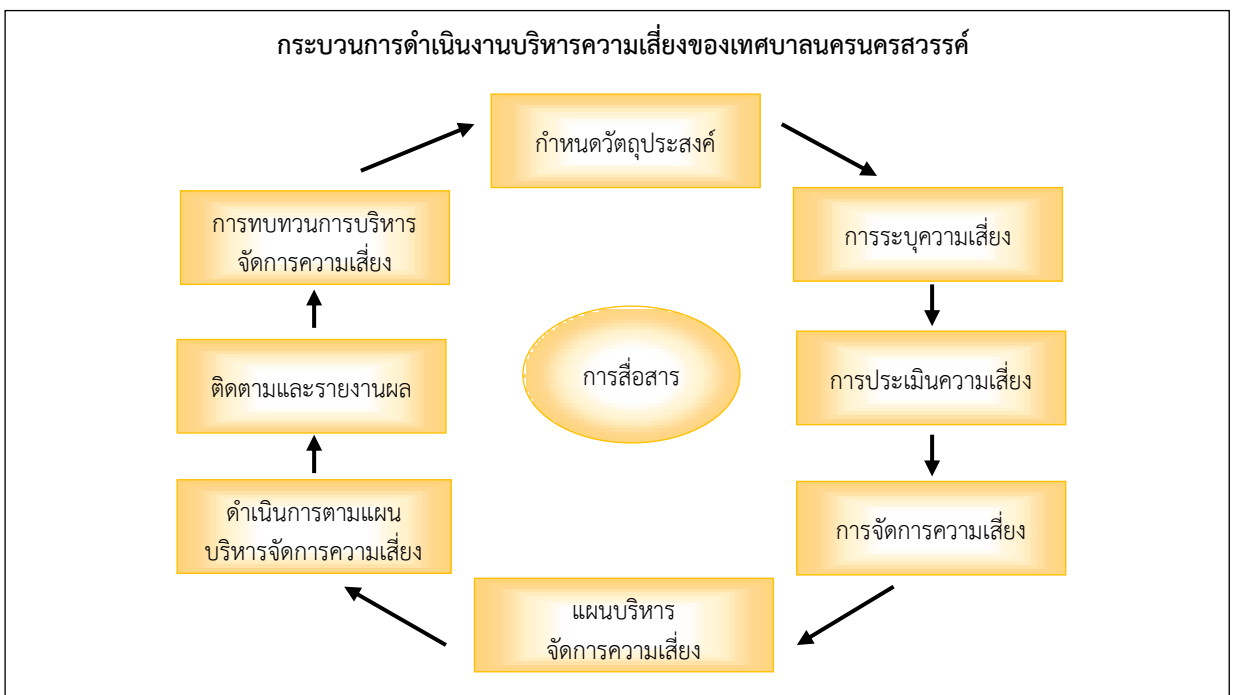 กระบวนการดำเนินงานบริหารความเสี่ยงของเทศบาลนครนครสวรรค์
กำหนดวัตถุประสงค์
การระบุความเสี่ยง
การประเมินความเสี่ยง
การจัดการความเสี่ยง
แผนบริหาร
จัดการความเสี่ยง
ดำเนินการตามแผน
บริหารจัดการความเสี่ยง
ติดตามและรายงานผล
การทบทวนการบริหาร
จัดการความเสี่ยง
การสื่อสาร